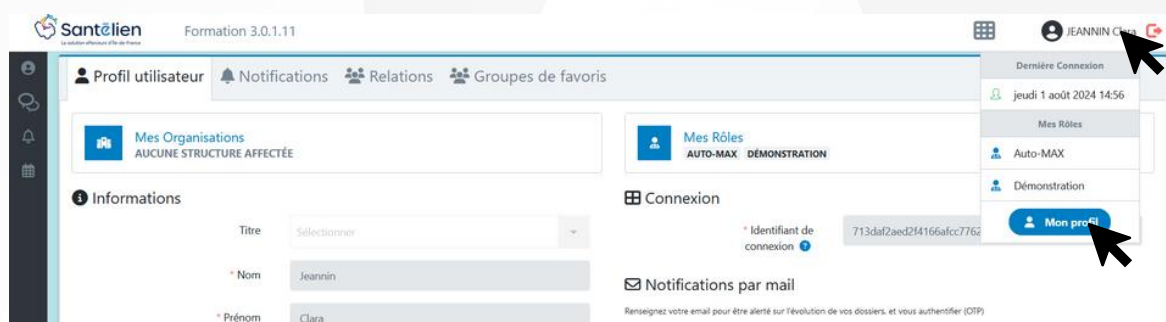 Santélien
La solution eParcours d'Île-de-France
Formation 3.0.1.11
JEANNIN Clara
Profil utilisateur
Notifications
Relations
Groupes de favoris
Dernière Connexion
jeudi 1 août 2024 14:56
Mes Rôles
Auto-MAX
Démonstration
Mon profil
Mes Organisations
AUCUNE STRUCTURE AFFECTÉE
Mes Rôles
AUTO-MAX DÉMONSTRATION
Informations
Titre
Sélectionner
* Nom
Jeannin
* Prénom
Clara
Connexion
* Identifiant de
connexion ?
713daf2aed2f4166afcc7762
Notifications par mail
Renseignez votre email pour être alerté sur l'évolution de vos dossiers, et vous authentifier (OTP)